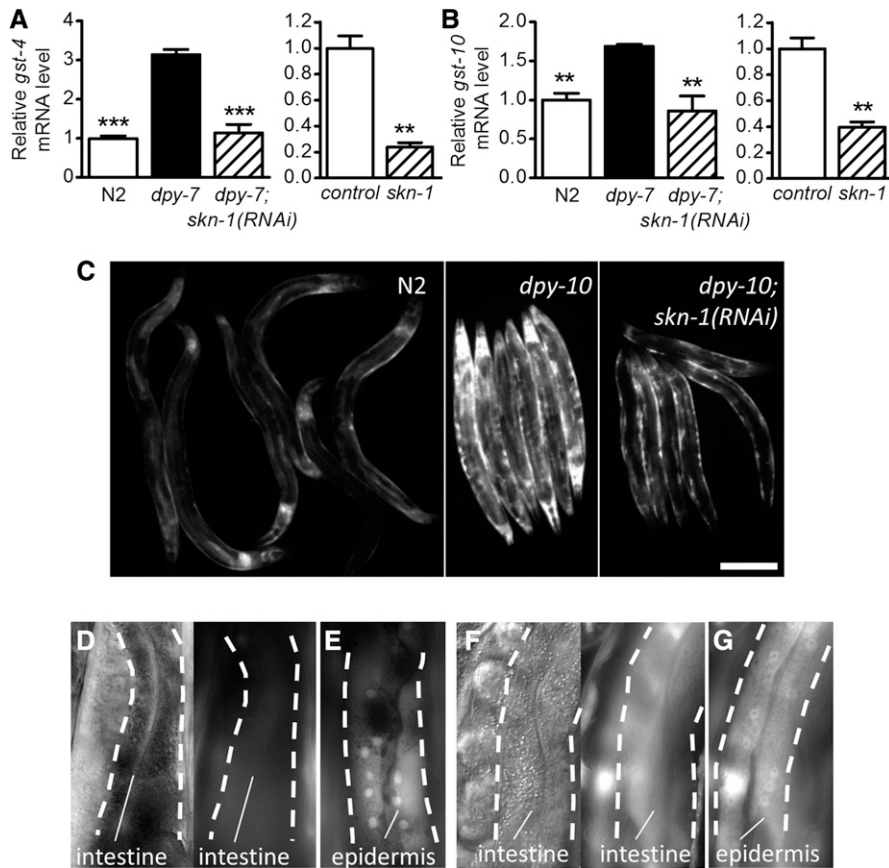 A
Relative gst-4
mRNA level
4
3
2
1
0
***
***
N2
dpy-7
dpy-7;
skn-1(RNAi)
1.2
1.0
0.8
0.6
0.4
0.2
0.0
**
control
skn-1
B
Relative gst-10
mRNA level
2.0
1.5
1.0
0.5
0.0
**
**
N2
dpy-7
dpy-7;
skn-1(RNAi)
1.2
1.0
0.8
0.6
0.4
0.2
0.0
**
control
skn-1
C
N2
dpy-10
dpy-10;
skn-1(RNAi)
D
intestine
intestine
E
epidermis
F
intestine
intestine
G
epidermis